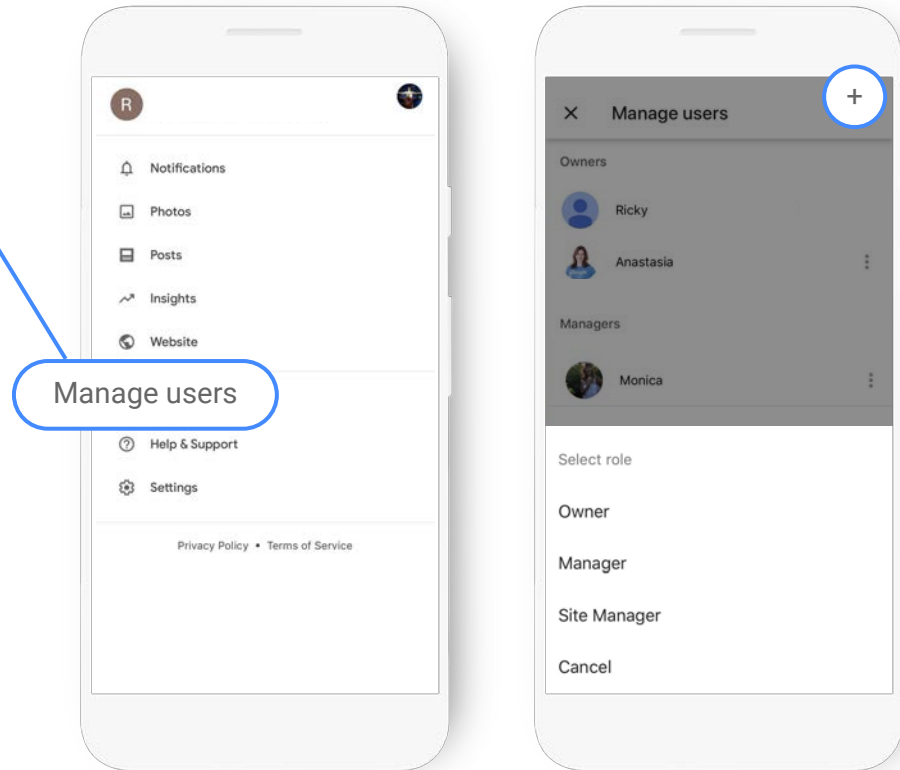 R
Notifications
Photos
Posts
Insights
Website
Manage users
Help & Support
Settings
Privacy Policy • Terms of Service
× Manage users +
Owners
Ricky
Anastasia
Managers
Monica
Select role
Owner
Manager
Site Manager
Cancel